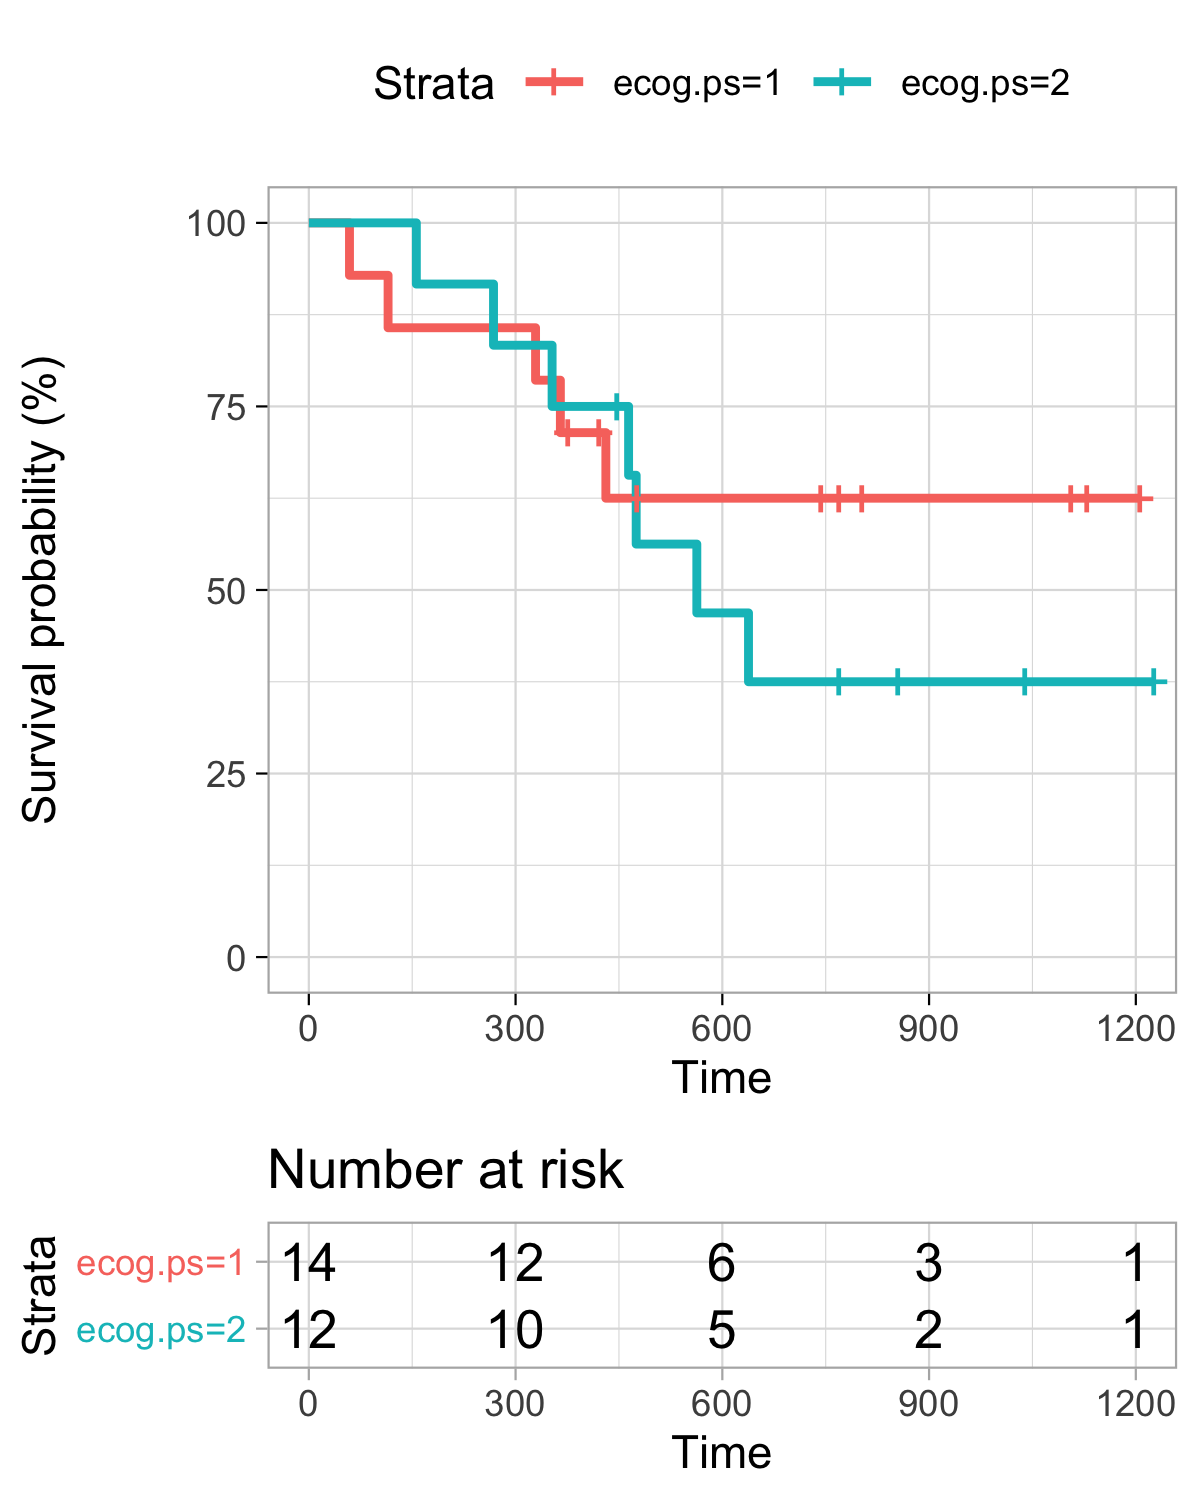 Strata ecog.ps=1 ecog.ps=2
Survival probability (%)
100
75
50
25
0
0 300 600 900 1200
Time
Number at risk
Strata
ecog.ps=1 14 12 6 3 1
ecog.ps=2 12 10 5 2 1
0 300 600 900 1200
Time